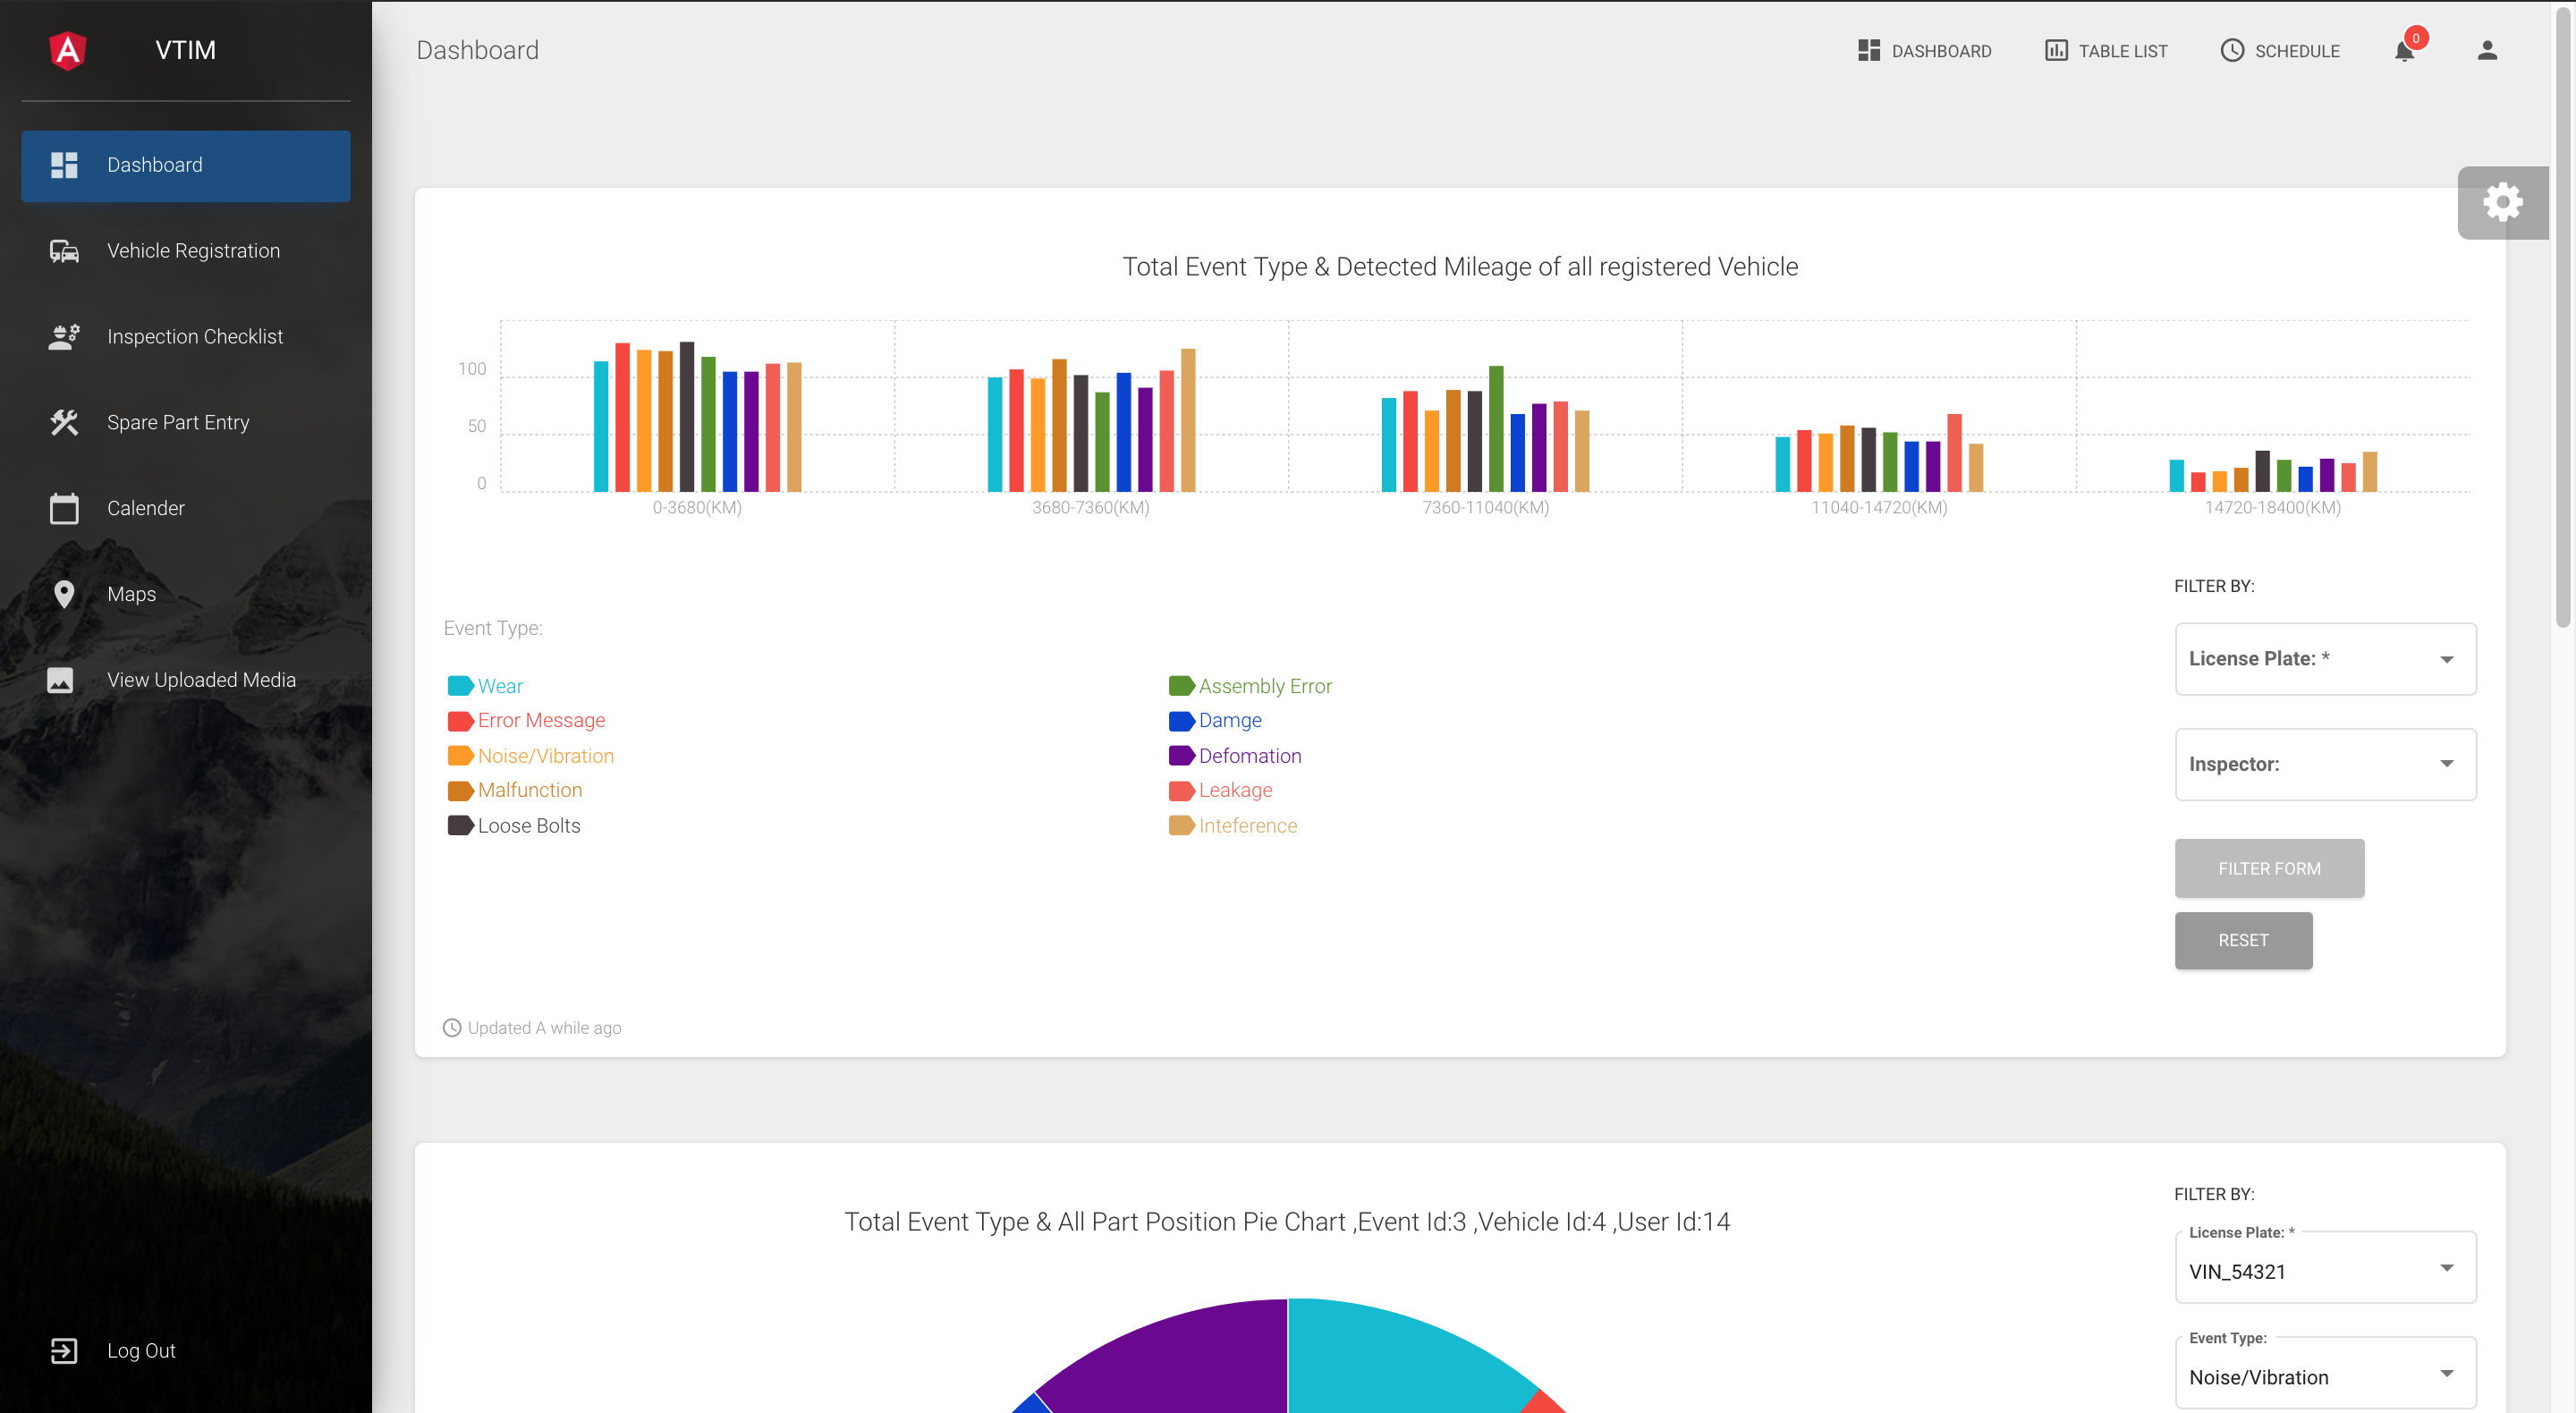 A
VTIM
Dashboard
Vehicle Registration
Inspection Checklist
Spare Part Entry
Calender
Maps
View Uploaded Media
Log Out
Dashboard
DASHBOARD
TABLE LIST
SCHEDULE
0
Total Event Type & Detected Mileage of all registered Vehicle
100
50
0
0-3680(KM)
3680-7360(KM)
7360-11040(KM)
11040-14720(KM)
14720-18400(KM)
Event Type:
Wear
Error Message
Noise/Vibration
Malfunction
Loose Bolts
Assembly Error
Damge
Defomation
Leakage
Inteference
FILTER BY:
License Plate: *
Inspector:
FILTER FORM
RESET
Updated A while ago
Total Event Type & All Part Position Pie Chart ,Event Id:3 ,Vehicle Id:4 ,User Id:14
FILTER BY:
License Plate: *
VIN_54321
Event Type:
Noise/Vibration